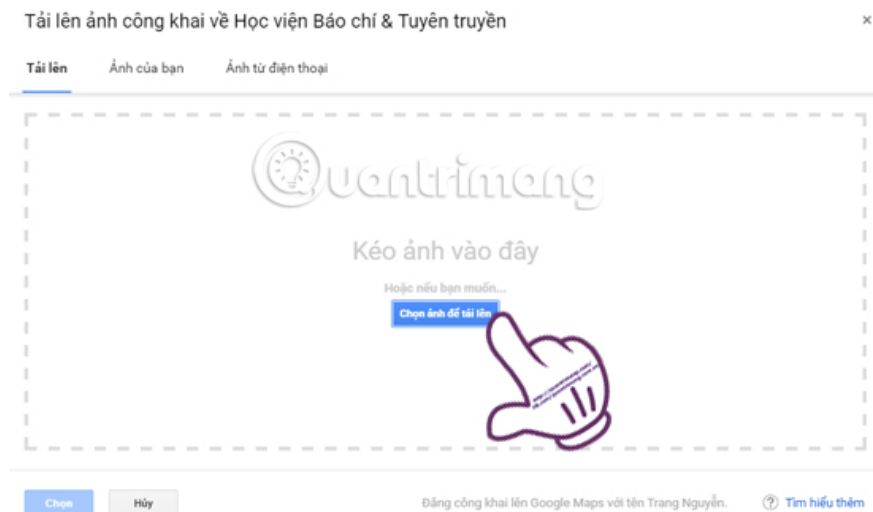 Tải lên ảnh công khai về Học viện Báo chí & Tuyên truyền
×
Tải lên Ảnh của bạn Ảnh từ điện thoại
Quantrimang
Kéo ảnh vào đây
Hoặc nếu bạn muốn...
Chọn ảnh để tải lên
Chọn Hủy Đăng công khai lên Google Maps với tên Trang Nguyễn. ? Tìm hiểu thêm